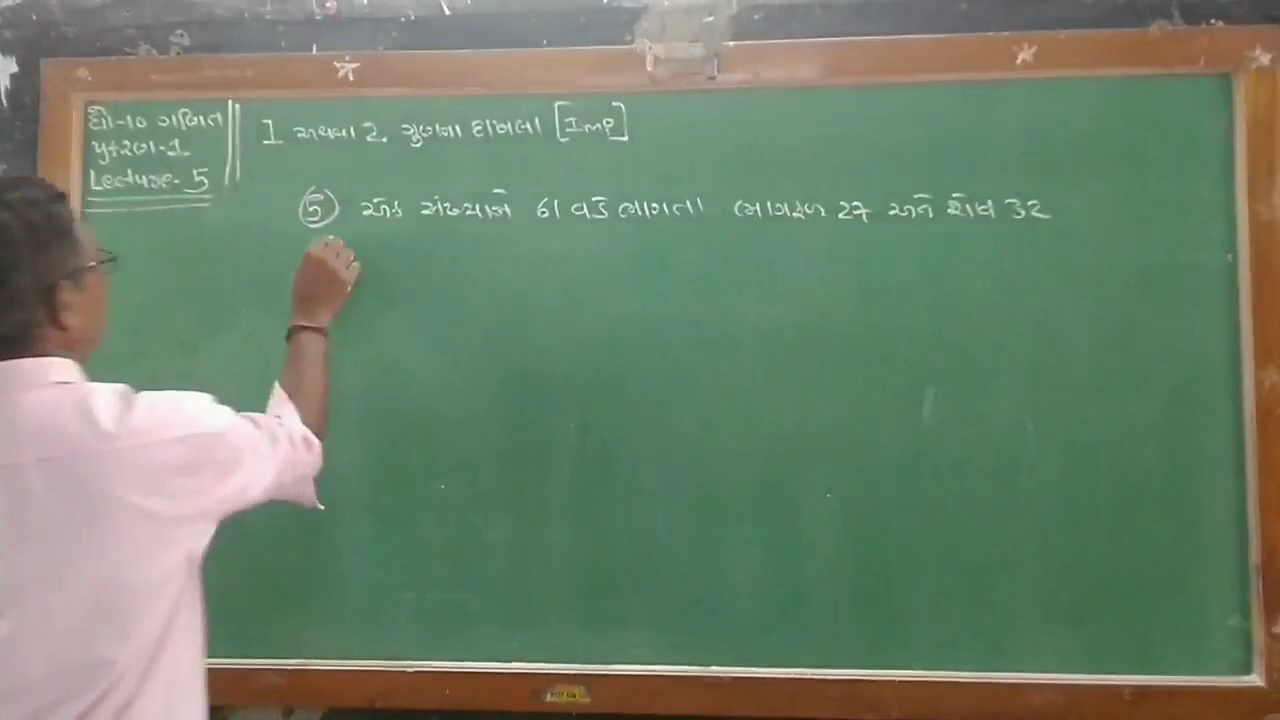 ધો-10 ગણિત
પ્રકરણ-1
Lecture-5
1 અથવા 2 ગુણના દાખલા [Imp]
5 એક સંખ્યાને 61 વડે ભાગતા ભાગફળ 27 અને શેષ 32